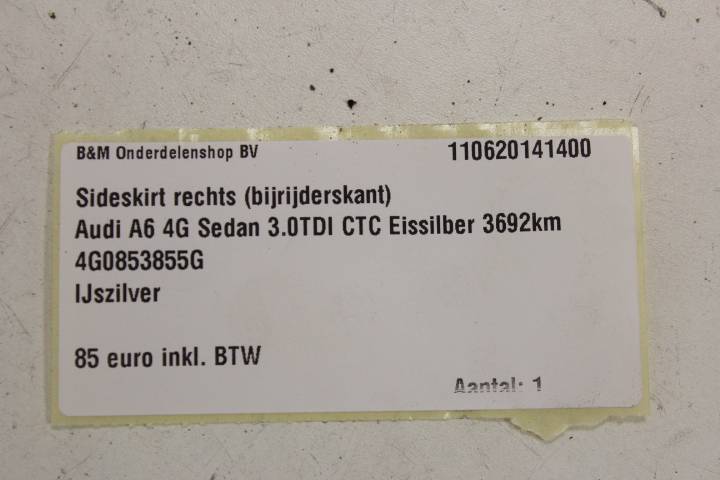 B&M Onderdelenshop BV 110620141400
Sideskirt rechts (bijrijderskant)
Audi A6 4G Sedan 3.0TDI CTC Eissilber 3692km
4G0853855G
IJszilver
85 euro inkl. BTW
Aantal: 1